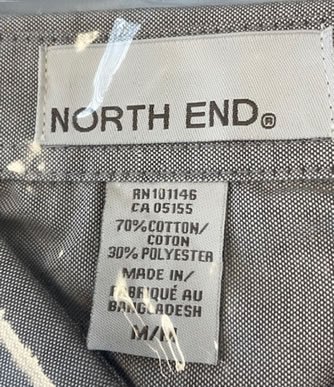 NORTH END®
RN101146
CA 05155
70%COTTON/
COTON
30% POLYESTER
MADE IN/
FABRIQUÉ AU
BANGLADESH
M/M